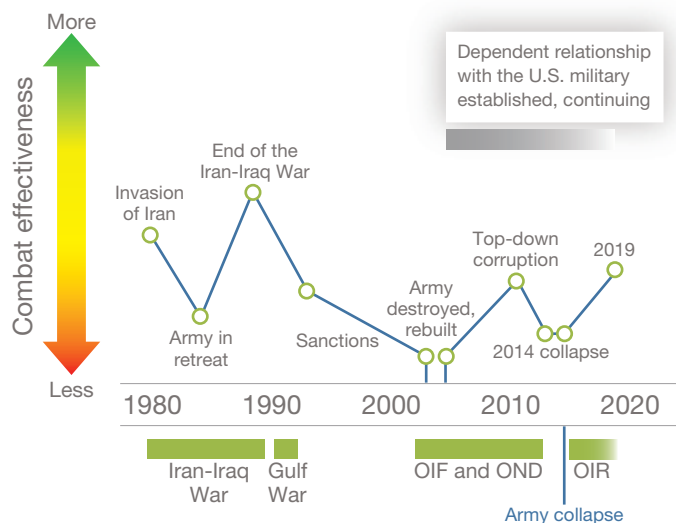 More
Combat effectiveness
Less
Dependent relationship
with the U.S. military
established, continuing
Invasion
of Iran
Army in
retreat
End of the
Iran-Iraq War
Sanctions
Army
destroyed,
rebuilt
Top-down
corruption
2014 collapse
2019
1980
1990
2000
2010
2020
Iran-Iraq
War
Gulf
War
OIF and OND
OIR
Army collapse